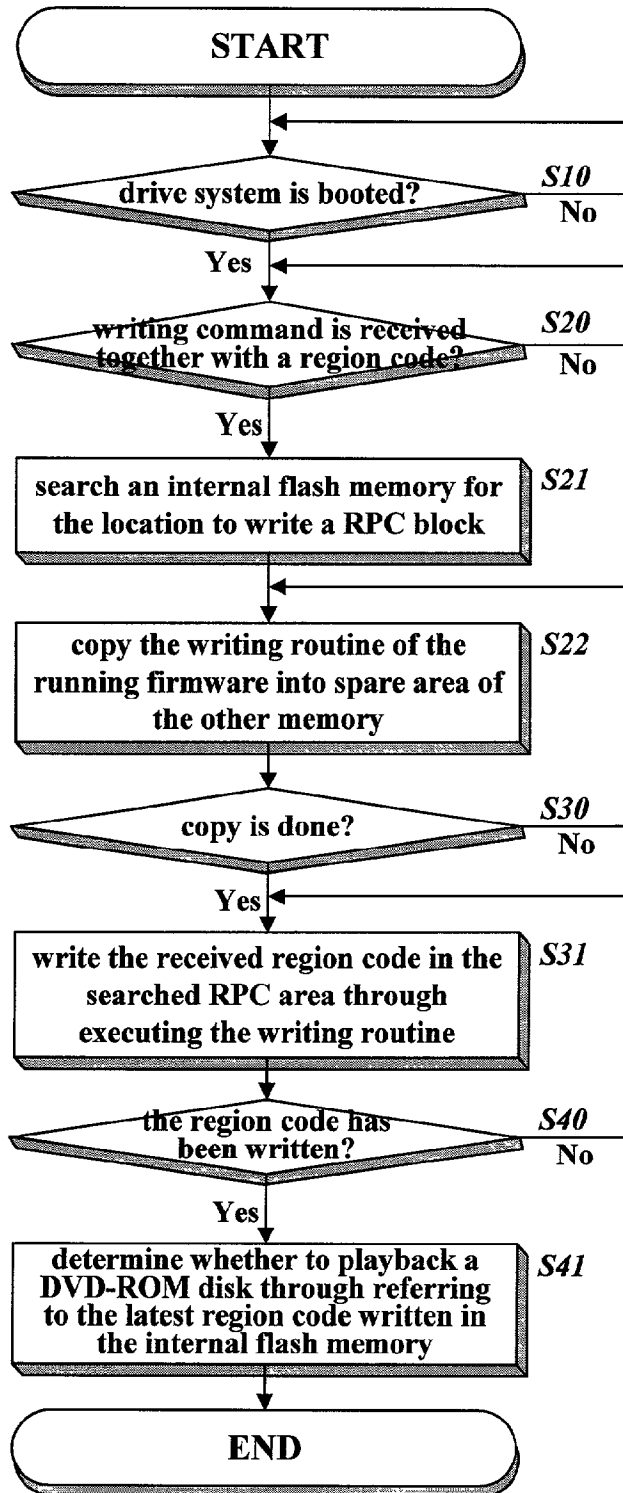 START
drive system is booted?
S10
No
Yes
writing command is received
together with a region code?
S20
No
Yes
search an internal flash memory for
the location to write a RPC block
S21
copy the writing routine of the
running firmware into spare area of
the other memory
S22
copy is done?
S30
No
Yes
write the received region code in the
searched RPC area through
executing the writing routine
S31
the region code has
been written?
S40
No
Yes
determine whether to playback a
DVD-ROM disk through referring
to the latest region code written in
the internal flash memory
S41
END